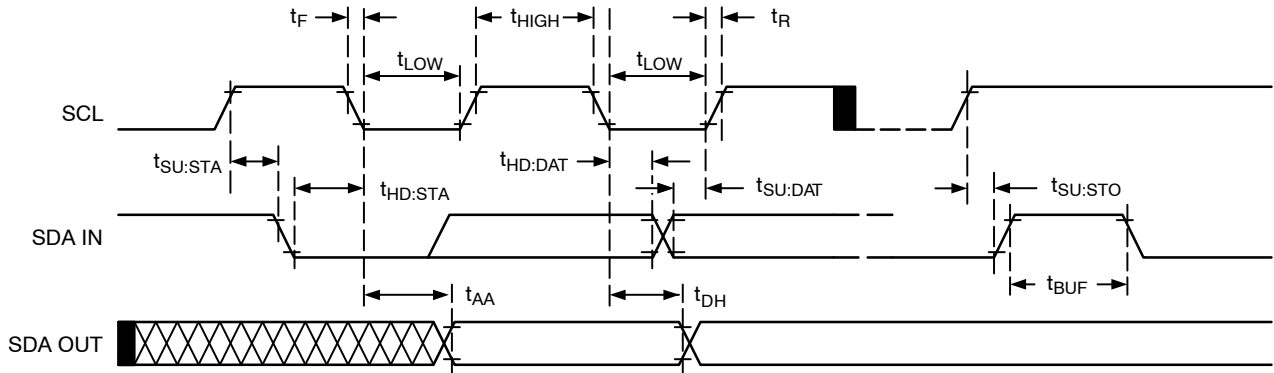 tF
tHIGH
tR
tLOW
tLOW
SCL
tSU:STA
tHD:STA
tHD:DAT
tSU:DAT
tSU:STO
SDA IN
tBUF
tAA
tDH
SDA OUT